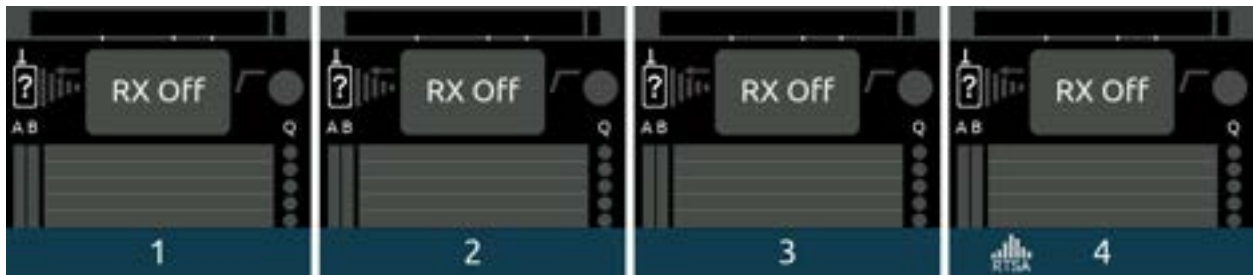 ? RX Off
A B Q
1
? RX Off
A B Q
2
? RX Off
A B Q
3
? RX Off
A B Q
RTSA 4